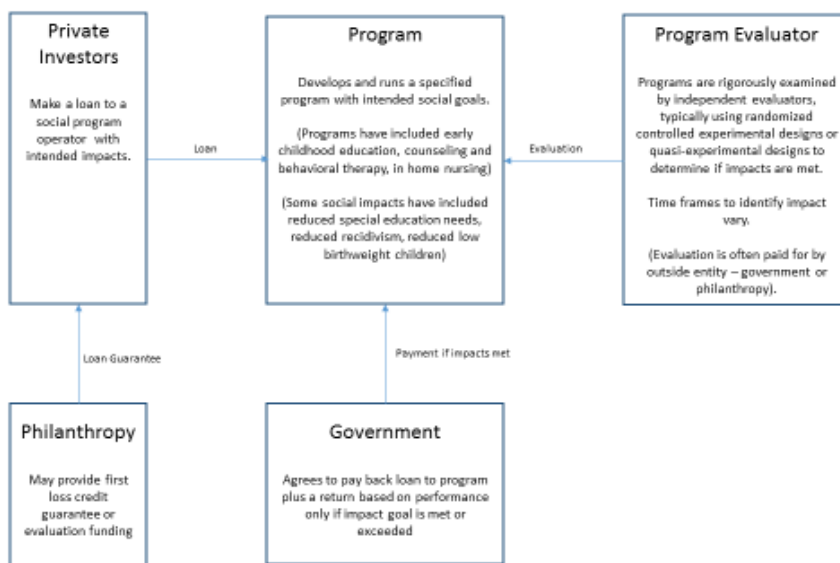 Private
Investors
Make a loan to a
social program
operator with
intended impacts.
Loan
Program
Develops and runs a specified
program with intended social goals.
(Programs have included early
childhood education, counseling and
behavioral therapy, in home nursing)
(Some social impacts have included
reduced special education needs,
reduced recidivism, reduced low
birthweight children)
Evaluation
Program Evaluator
Programs are rigorously examined
by independent evaluators,
typically using randomized
controlled experimental designs or
quasi-experimental designs to
determine if impacts are met.
Time frames to identify impact
vary.
(Evaluation is often paid for by
outside entity – government or
philanthropy).
Loan Guarantee
Payment if impacts met
Philanthropy
May provide first
loss credit
guarantee or
evaluation funding
Government
Agrees to pay back loan to program
plus a return based on performance
only if impact goal is met or
exceeded